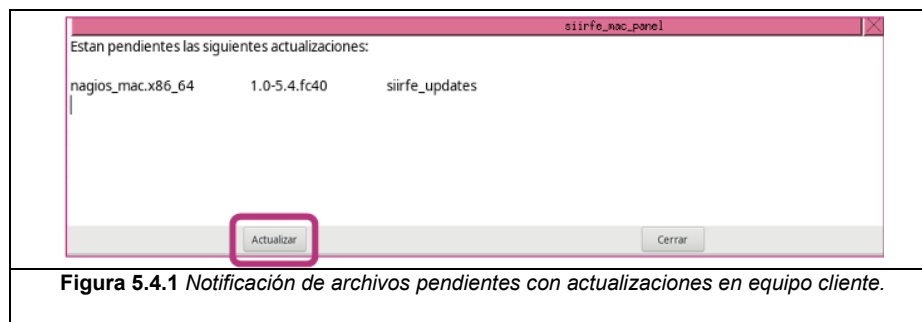 siirfe_mac_panel
Estan pendientes las siguientes actualizaciones:
nagios_mac.x86_64 1.0-5.4.fc40 siirfe_updates
Actualizar Cerrar
Figura 5.4.1 Notificación de archivos pendientes con actualizaciones en equipo cliente.